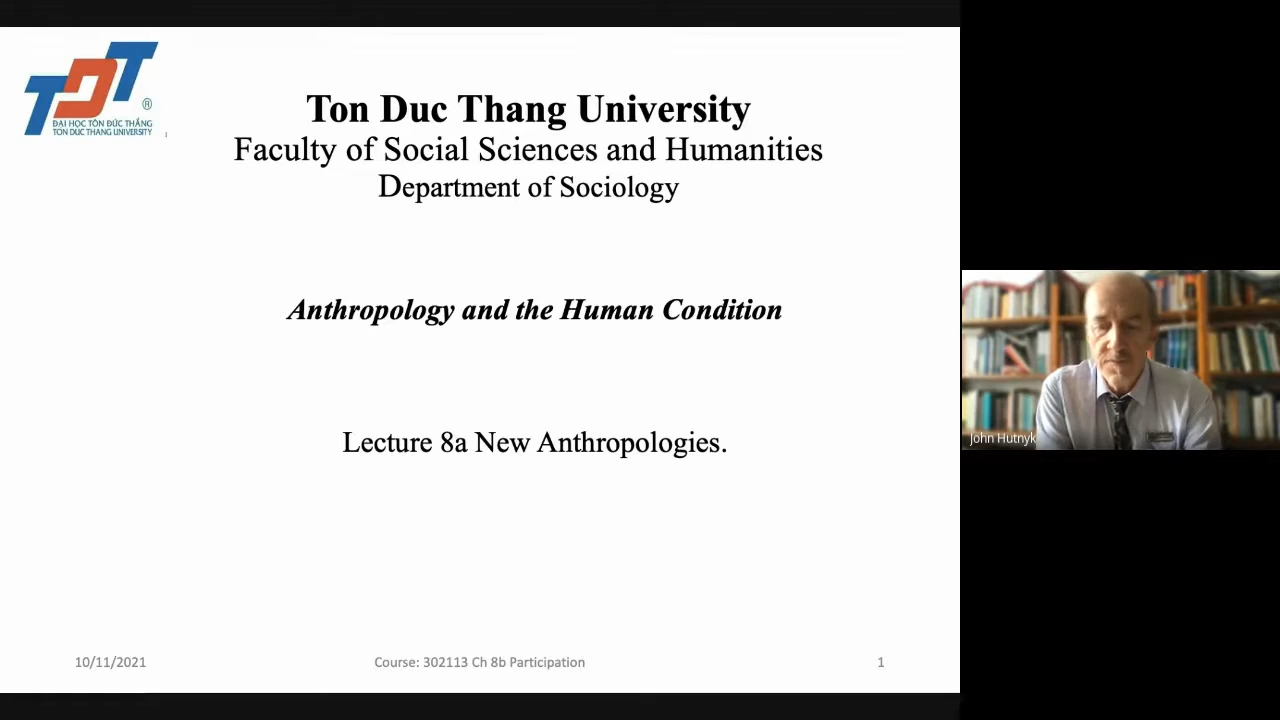 TDT
®
ĐẠI HỌC TÔN ĐỨC THẮNG
TON DUC THANG UNIVERSITY
Ton Duc Thang University
Faculty of Social Sciences and Humanities
Department of Sociology
Anthropology and the Human Condition
Lecture 8a New Anthropologies.
10/11/2021
Course: 302113 Ch 8b Participation
1
John Hutnyk